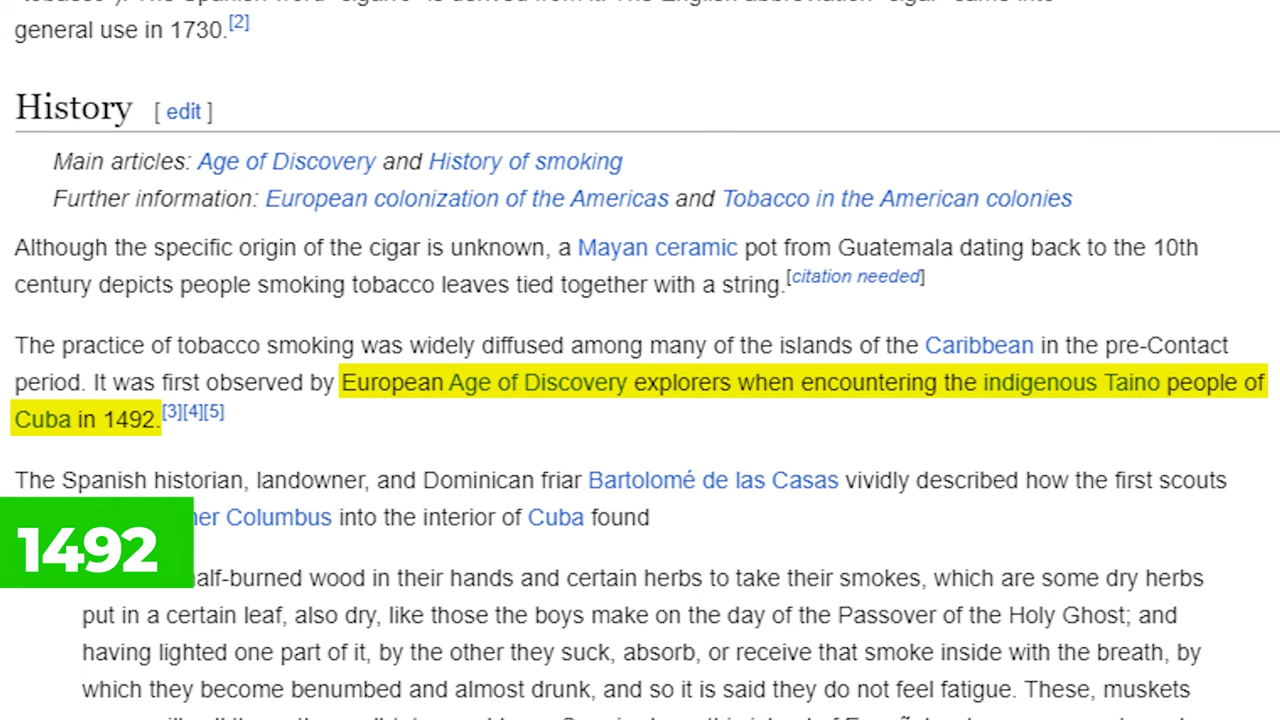 general use in 1730.[2]
History [ edit ]
Main articles: Age of Discovery and History of smoking
Further information: European colonization of the Americas and Tobacco in the American colonies
Although the specific origin of the cigar is unknown, a Mayan ceramic pot from Guatemala dating back to the 10th
century depicts people smoking tobacco leaves tied together with a string.[citation needed]
The practice of tobacco smoking was widely diffused among many of the islands of the Caribbean in the pre-Contact
period. It was first observed by European Age of Discovery explorers when encountering the indigenous Taino people of
Cuba in 1492.[3][4][5]
The Spanish historian, landowner, and Dominican friar Bartolomé de las Casas vividly described how the first scouts
Columbus into the interior of Cuba found
1492
half-burned wood in their hands and certain herbs to take their smokes, which are some dry herbs
put in a certain leaf, also dry, like those the boys make on the day of the Passover of the Holy Ghost; and
having lighted one part of it, by the other they suck, absorb, or receive that smoke inside with the breath, by
which they become benumbed and almost drunk, and so it is said they do not feel fatigue. These, muskets